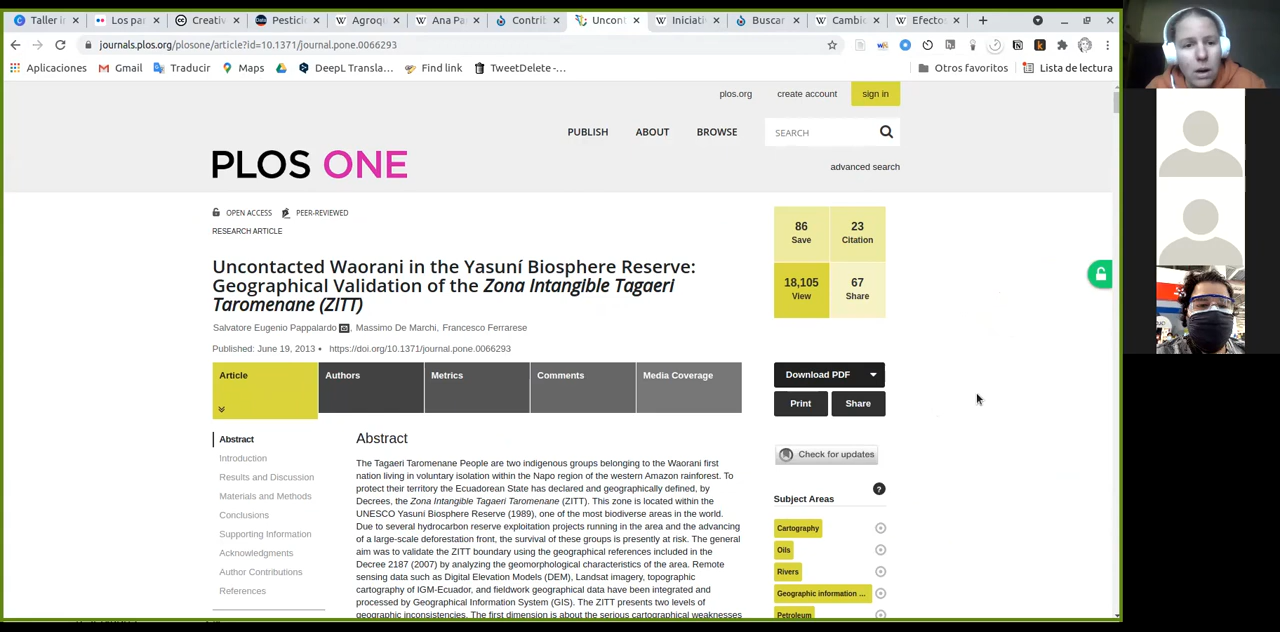 Taller i
Los par
Creativ
Pesticic
Agroqu
Ana Pa
Contrib
Uncont
Iniciati
Buscar
Cambio
Efectos
journals.plos.org/plosone/article?id=10.1371/journal.pone.0066293
Aplicaciones
Gmail
Traducir
Maps
DeepL Transla...
Find link
TweetDelete -...
Otros favoritos
Lista de lectura
plos.org
create account
sign in
PUBLISH
ABOUT
BROWSE
SEARCH
PLOS ONE
advanced search
OPEN ACCESS
PEER-REVIEWED
RESEARCH ARTICLE
Uncontacted Waorani in the Yasuní Biosphere Reserve:
Geographical Validation of the Zona Intangible Tagaeri
Taromenane (ZITT)
Salvatore Eugenio Pappalardo, Massimo De Marchi, Francesco Ferrarese
Published: June 19, 2013 • https://doi.org/10.1371/journal.pone.0066293
86
Save
23
Citation
18,105
View
67
Share
Article
Authors
Metrics
Comments
Media Coverage
Download PDF
Print
Share
Check for updates
Abstract
Introduction
Results and Discussion
Materials and Methods
Conclusions
Supporting Information
Acknowledgments
Author Contributions
References
Abstract
The Tagaeri Taromenane People are two indigenous groups belonging to the Waorani first
nation living in voluntary isolation within the Napo region of the western Amazon rainforest. To
protect their territory the Ecuadorean State has declared and geographically defined, by
Decrees, the Zona Intangible Tagaeri Taromenane (ZITT). This zone is located within the
UNESCO Yasuní Biosphere Reserve (1989), one of the most biodiverse areas in the world.
Due to several hydrocarbon reserve exploitation projects running in the area and the advancing
of a large-scale deforestation front, the survival of these groups is presently at risk. The general
aim was to validate the ZITT boundary using the geographical references included in the
Decree 2187 (2007) by analyzing the geomorphological characteristics of the area. Remote
sensing data such as Digital Elevation Models (DEM), Landsat imagery, topographic
cartography of IGM-Ecuador, and fieldwork geographical data have been integrated and
processed by Geographical Information System (GIS). The ZITT presents two levels of
geographic inconsistencies. The first dimension is about the serious cartographical weaknesses
Subject Areas
?
Cartography
Oils
Rivers
Geographic information ...
Petroleum